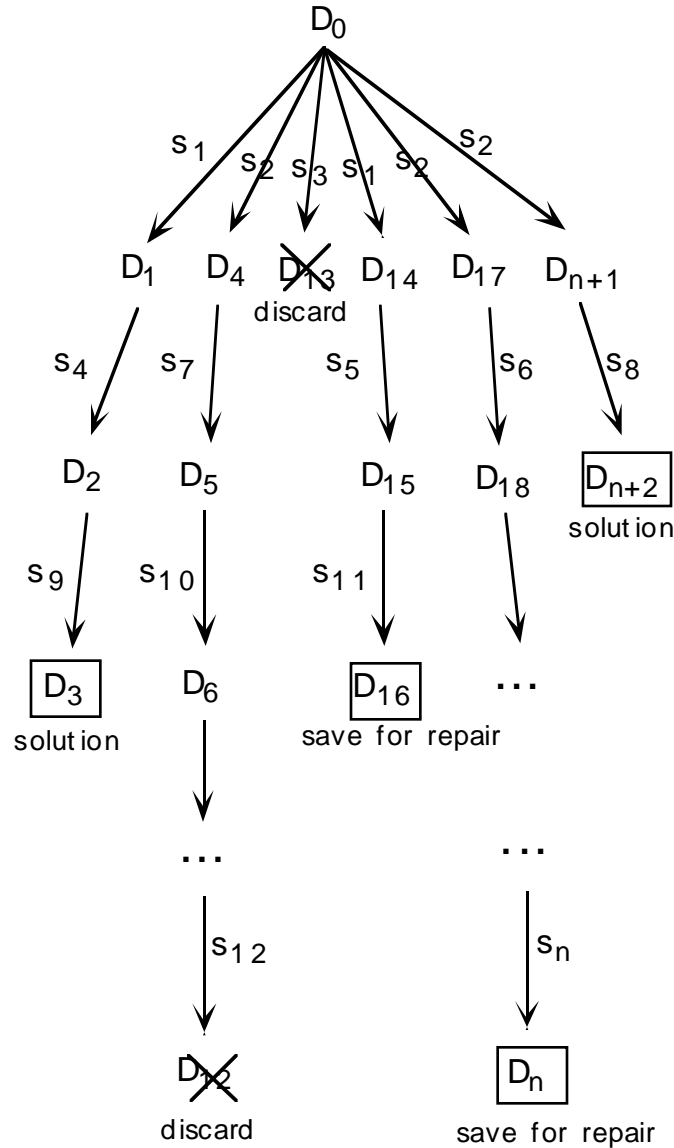 D0
s1 s2 s3 s1 s2 s2
D1 D4 D13 D14 D17 Dn+1
discard
s4 s7 s5 s6 s8
D2 D5 D15 D18 Dn+2
solution
s9 s10 s11
D3 D6 D16 ...
solution save for repair
... ...
s12 sn
D12 Dn
discard save for repair